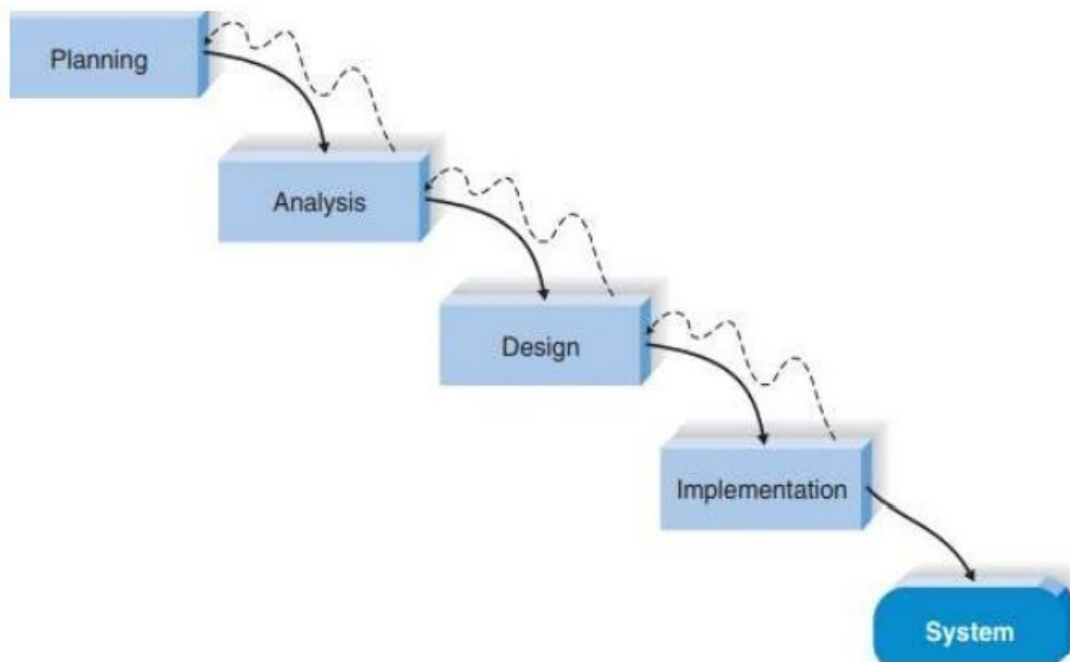 Planning
Analysis
Design
Implementation
System